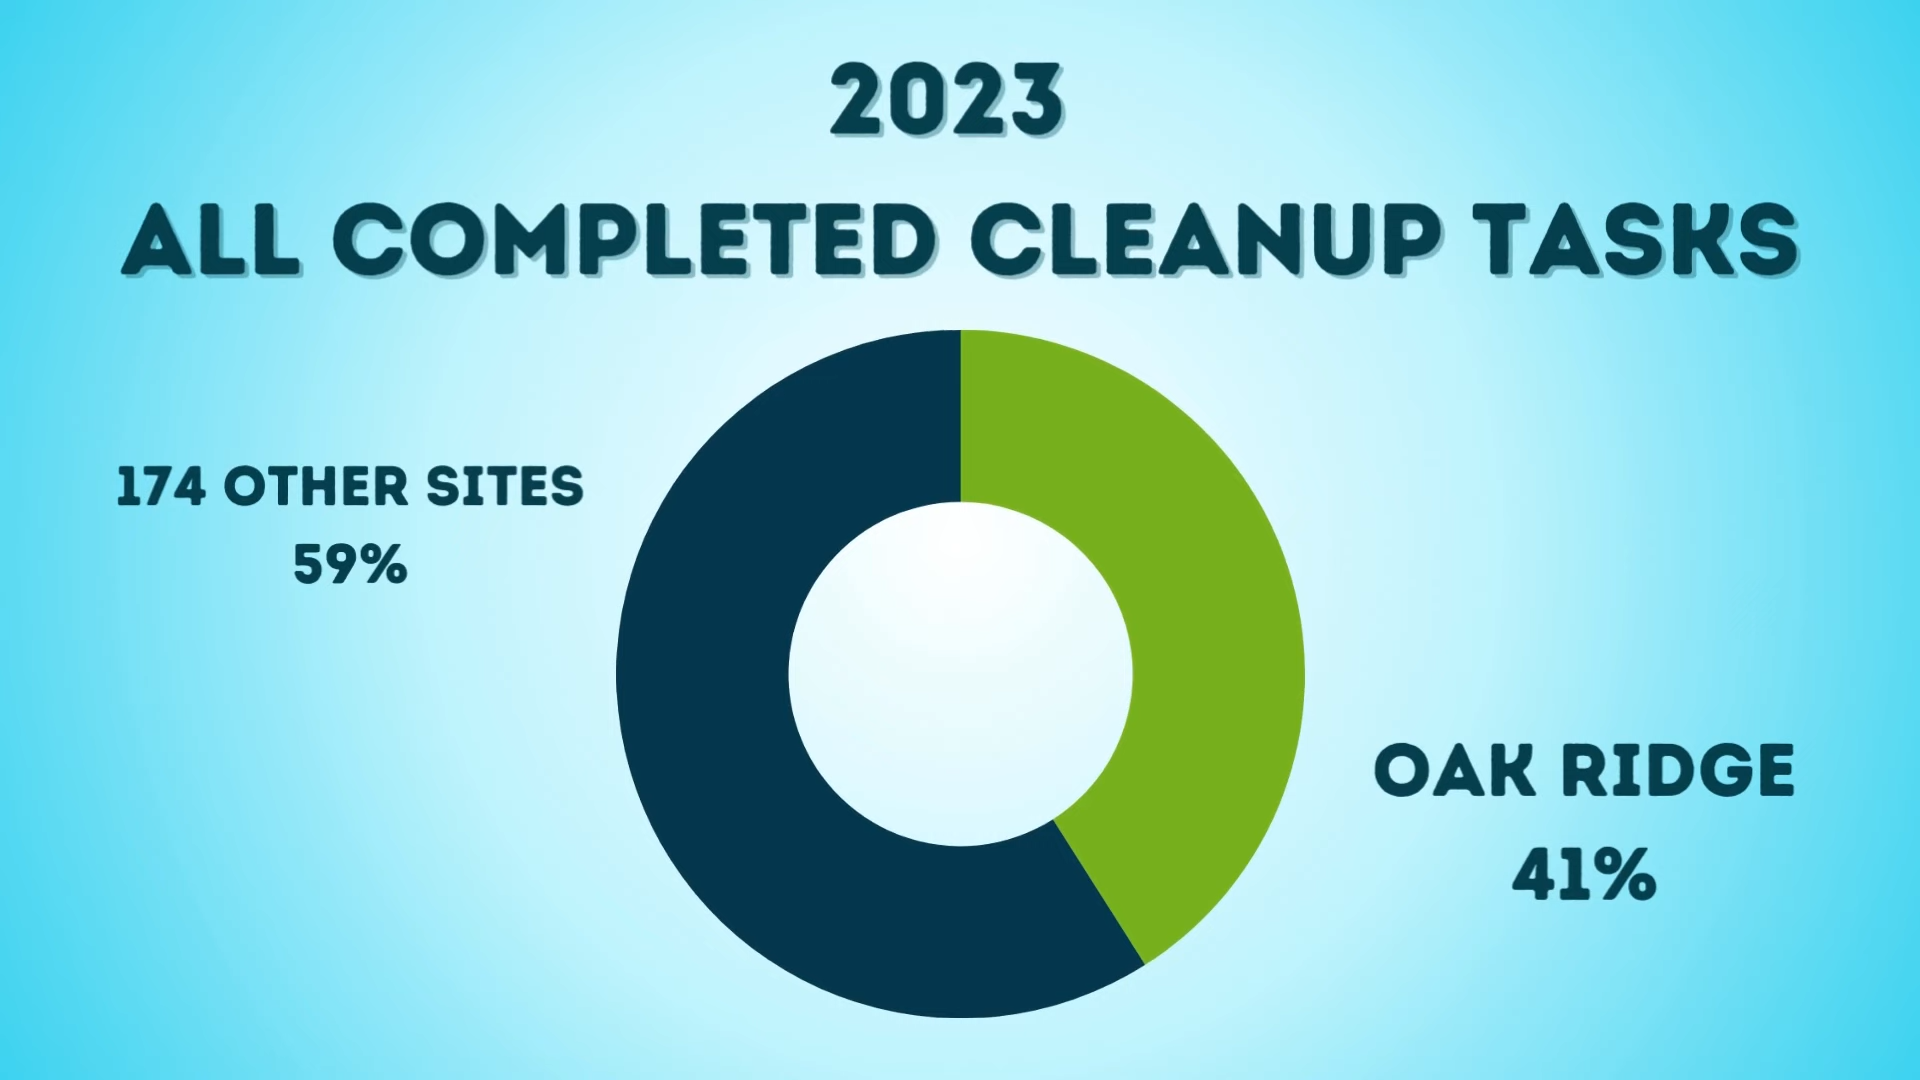 2023
ALL COMPLETED CLEANUP TASKS
174 OTHER SITES
59%
OAK RIDGE
41%